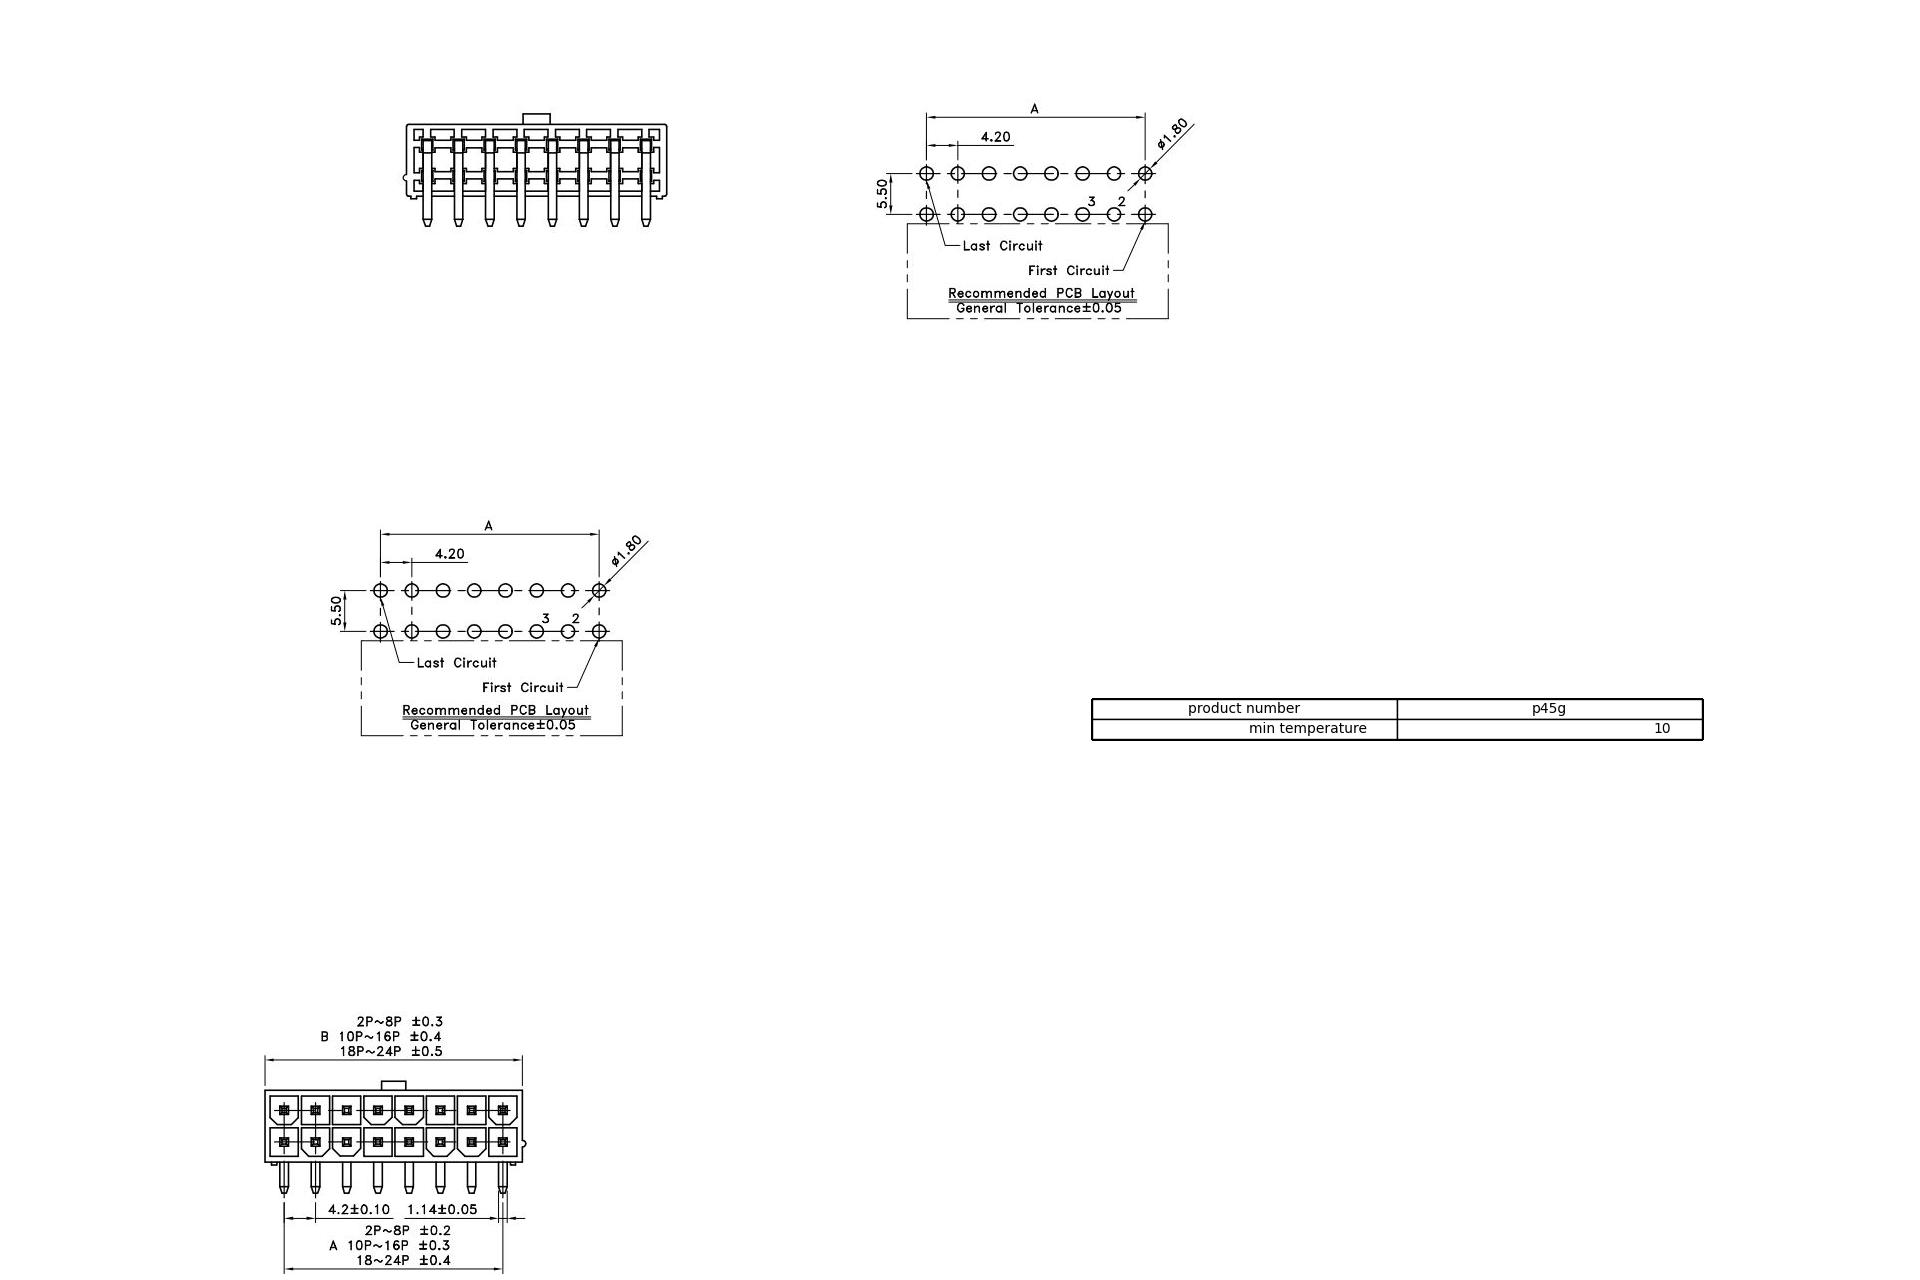 A
4.20
ø1.80
5.50
3 2
Last Circuit
First Circuit
Recommended PCB Layout
General Tolerance±0.05
A
4.20
ø1.80
5.50
3 2
Last Circuit
First Circuit
Recommended PCB Layout
General Tolerance±0.05
product number p45g
min temperature 10
2P~8P ±0.3
B 10P~16P ±0.4
18P~24P ±0.5
4.2±0.10 1.14±0.05
2P~8P ±0.2
A 10P~16P ±0.3
18~24P ±0.4